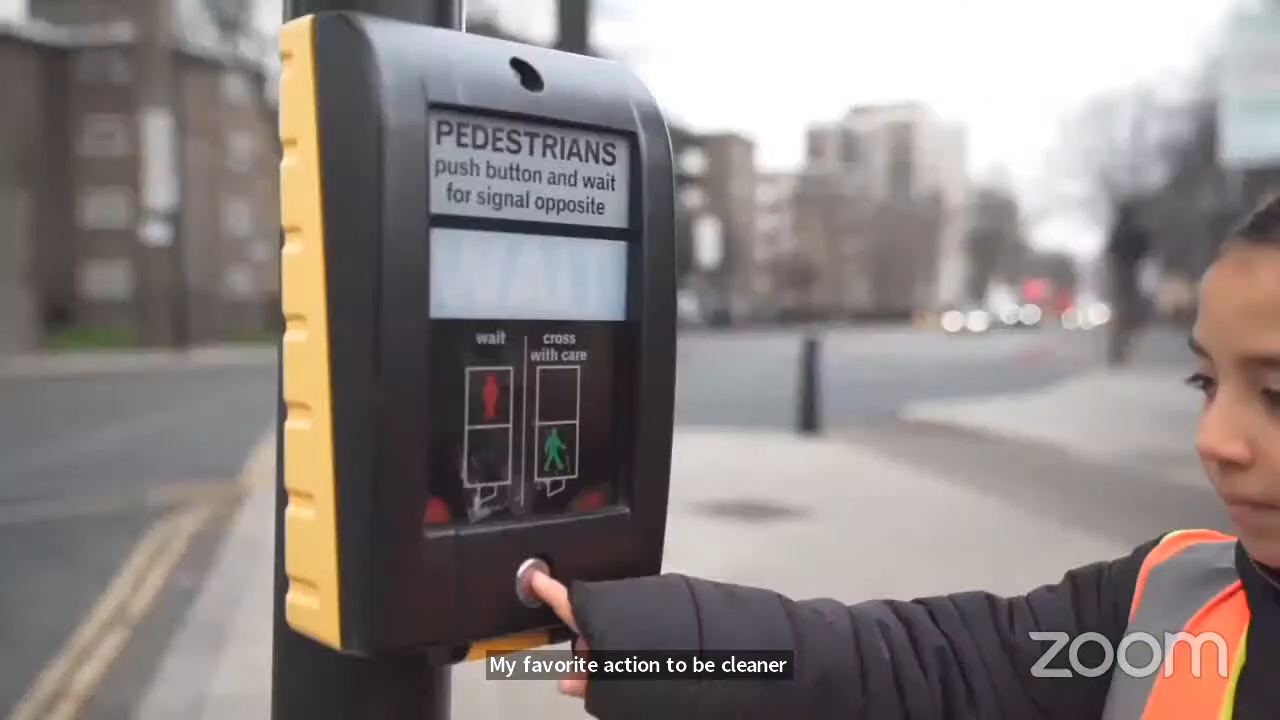 PEDESTRIANS
push button and wait
for signal opposite
WAIT
wait
cross
with care
My favorite action to be cleaner
zoom